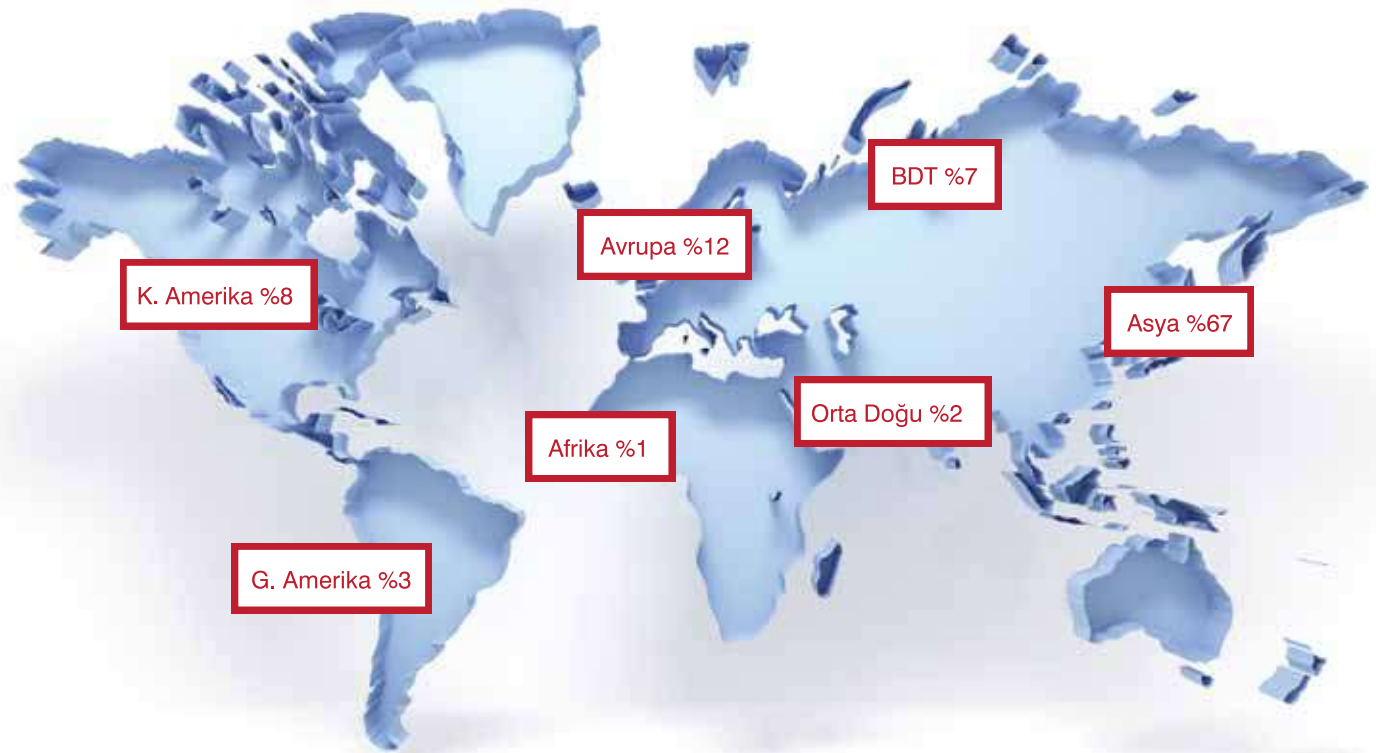 BDT %7
Avrupa %12
K. Amerika %8
Asya %67
Orta Doğu %2
Afrika %1
G. Amerika %3